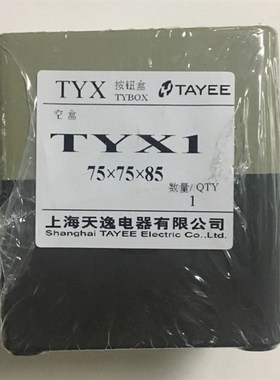 TYX 按钮盒 TAYEE
TYBOX
空盒
TYX1
75×75×85
数量/QTY
1
上海天逸电器有限公司
Shanghai TAYEE Electric Co.,Ltd.